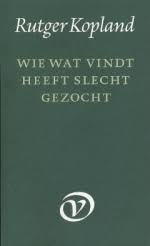 Rutger Kopland
WIE WAT VINDT
HEEFT SLECHT
GEZOCHT